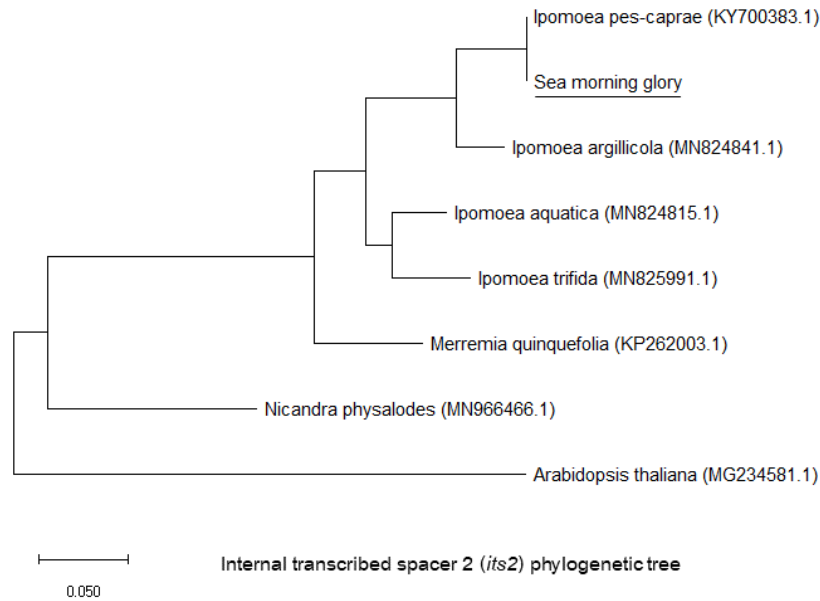 Ipomoea pes-caprae (KY700383.1)
Sea morning glory
Ipomoea argillicola (MN824841.1)
Ipomoea aquatica (MN824815.1)
Ipomoea trifida (MN825991.1)
Merremia quinquefolia (KP262003.1)
Nicandra physalodes (MN966466.1)
Arabidopsis thaliana (MG234581.1)
Internal transcribed spacer 2 (its2) phylogenetic tree
0.050